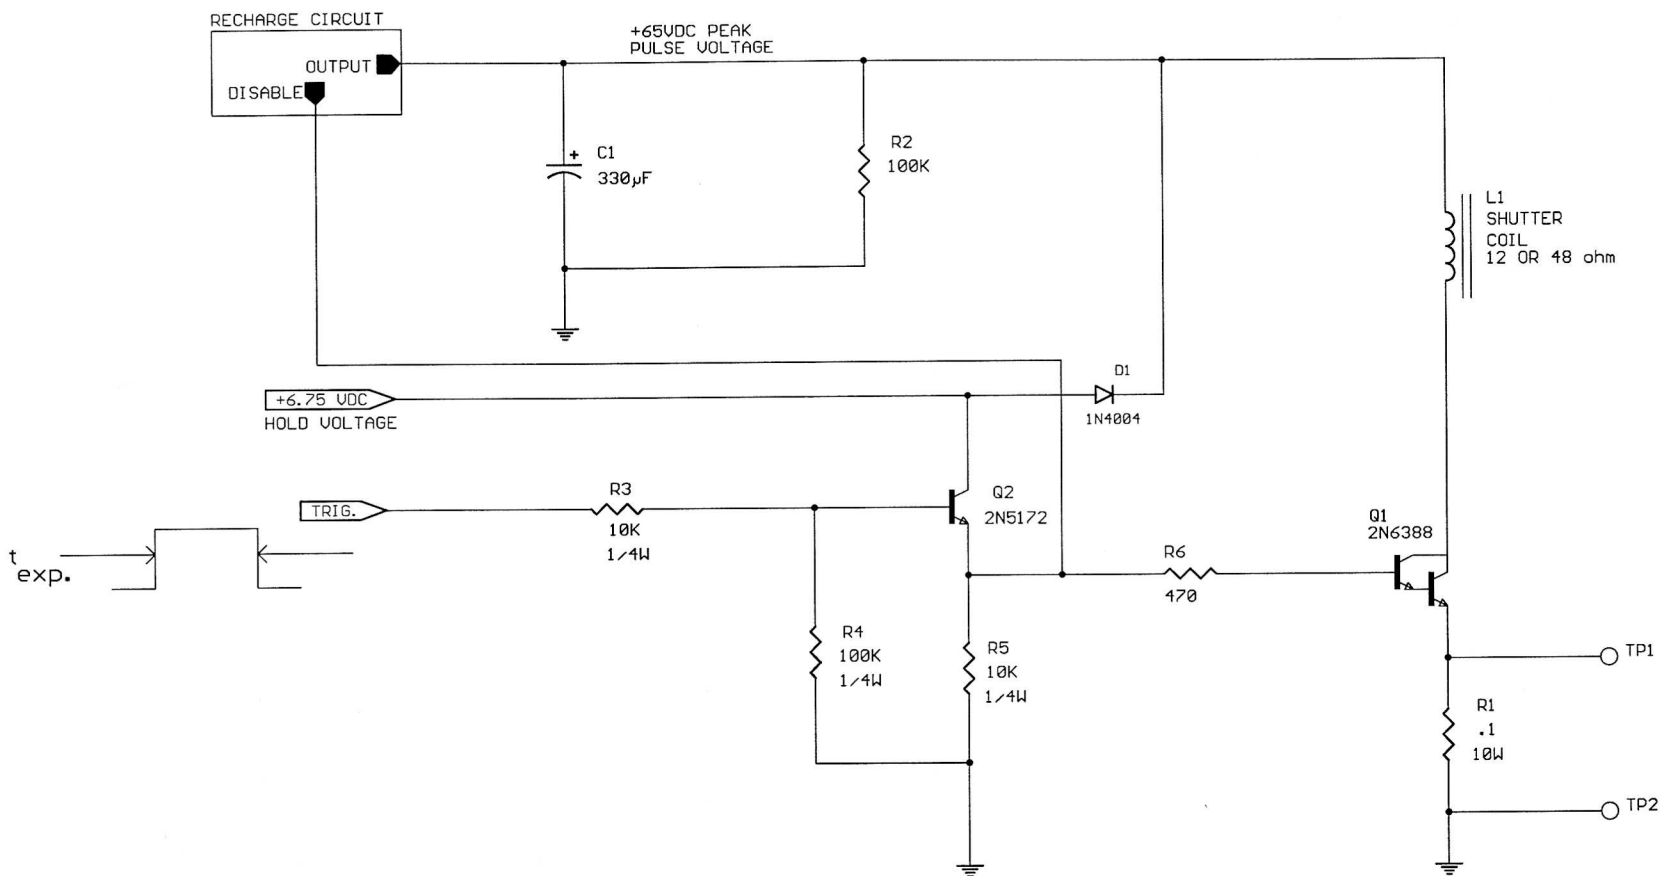 RECHARGE CIRCUIT
OUTPUT
DISABLE
+65VDC PEAK
PULSE VOLTAGE
+
C1
330µF
R2
100K
L1
SHUTTER
COIL
12 OR 48 ohm
+6.75 VDC
HOLD VOLTAGE
D1
1N4004
TRIG.
R3
10K
1/4W
Q2
2N5172
t exp.
R6
470
Q1
2N6388
R4
100K
1/4W
R5
10K
1/4W
TP1
R1
.1
10W
TP2